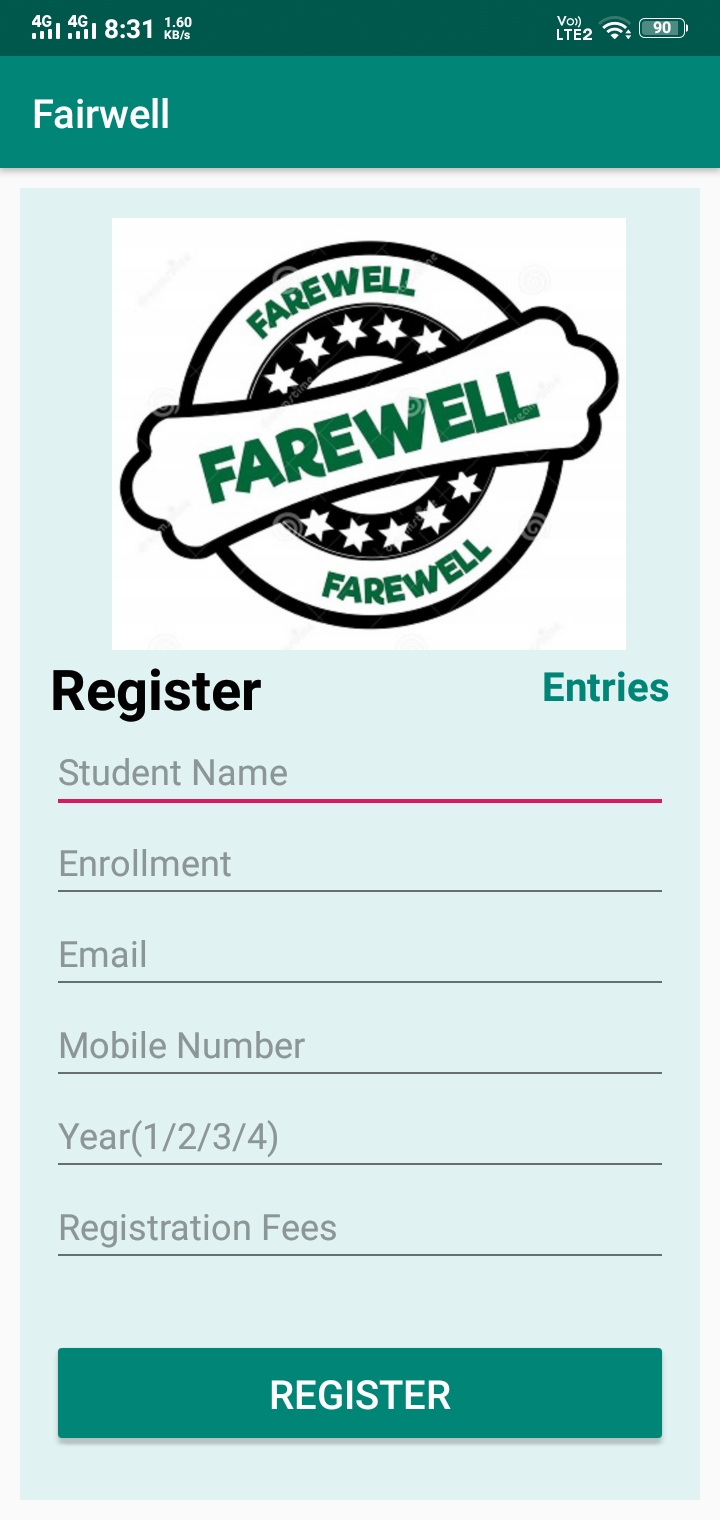 4G 4G 8:31 1.60 KB/s Vo)) LTE2 90
Fairwell
FAREWELL
FAREWELL
FAREWELL
Register Entries
Student Name
Enrollment
Email
Mobile Number
Year(1/2/3/4)
Registration Fees
REGISTER